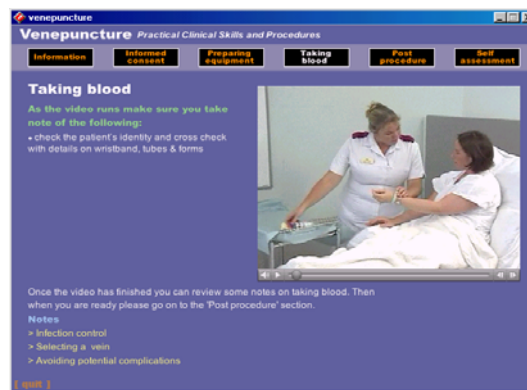 venepuncture
Venepuncture Practical Clinical Skills and Procedures
Information
Informed
consent
Preparing
equipment
Taking
blood
Post
procedure
Self
assessment
Taking blood
As the video runs make sure you take
note of the following:
• check the patient's identity and cross check
with details on wristband, tubes & forms
Once the video has finished you can review some notes on taking blood. Then
when you are ready please go on to the 'Post procedure' section.
Notes
> Infection control
> Selecting a vein
> Avoiding potential complications
[ quit ]